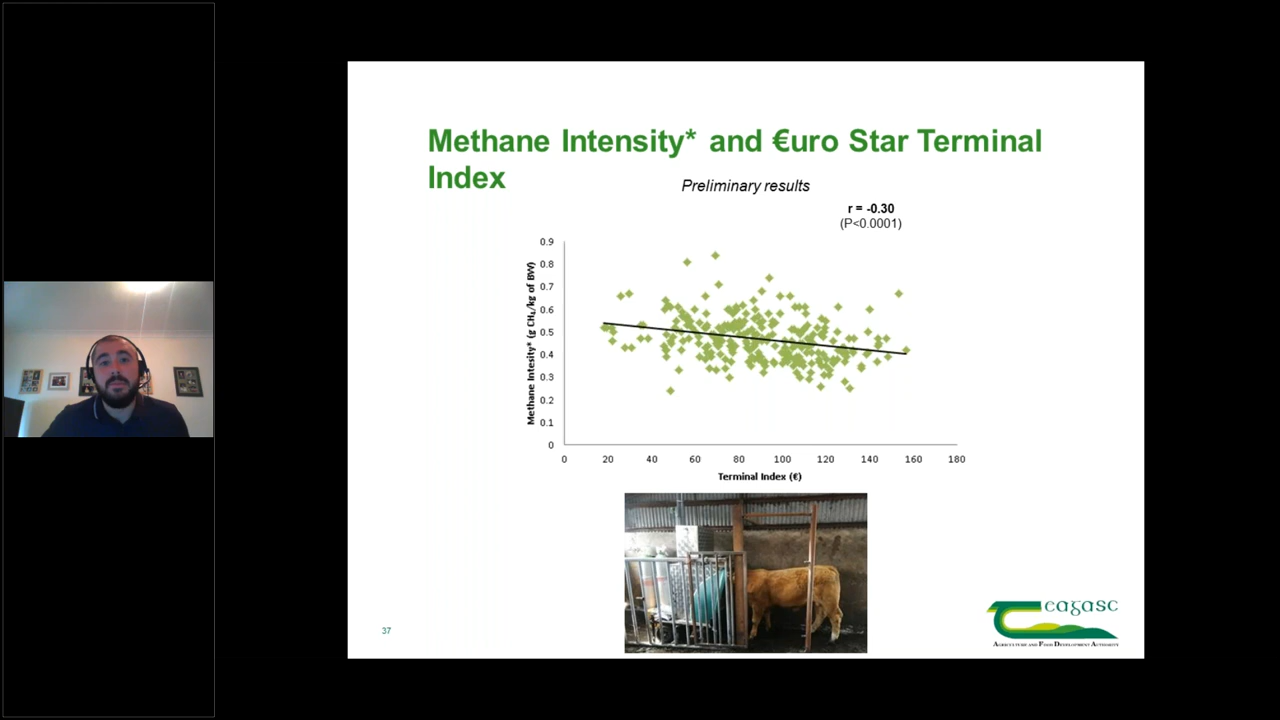 Methane Intensity* and €uro Star Terminal
Index
Preliminary results
r = -0.30
(P<0.0001)
Methane Intesity* (g CH₄/kg of BW)
0.9
0.8
0.7
0.6
0.5
0.4
0.3
0.2
0.1
0
0 20 40 60 80 100 120 140 160 180
Terminal Index (€)
37
eagasc
AGRICULTURE AND FOOD DEVELOPMENT AUTHORITY